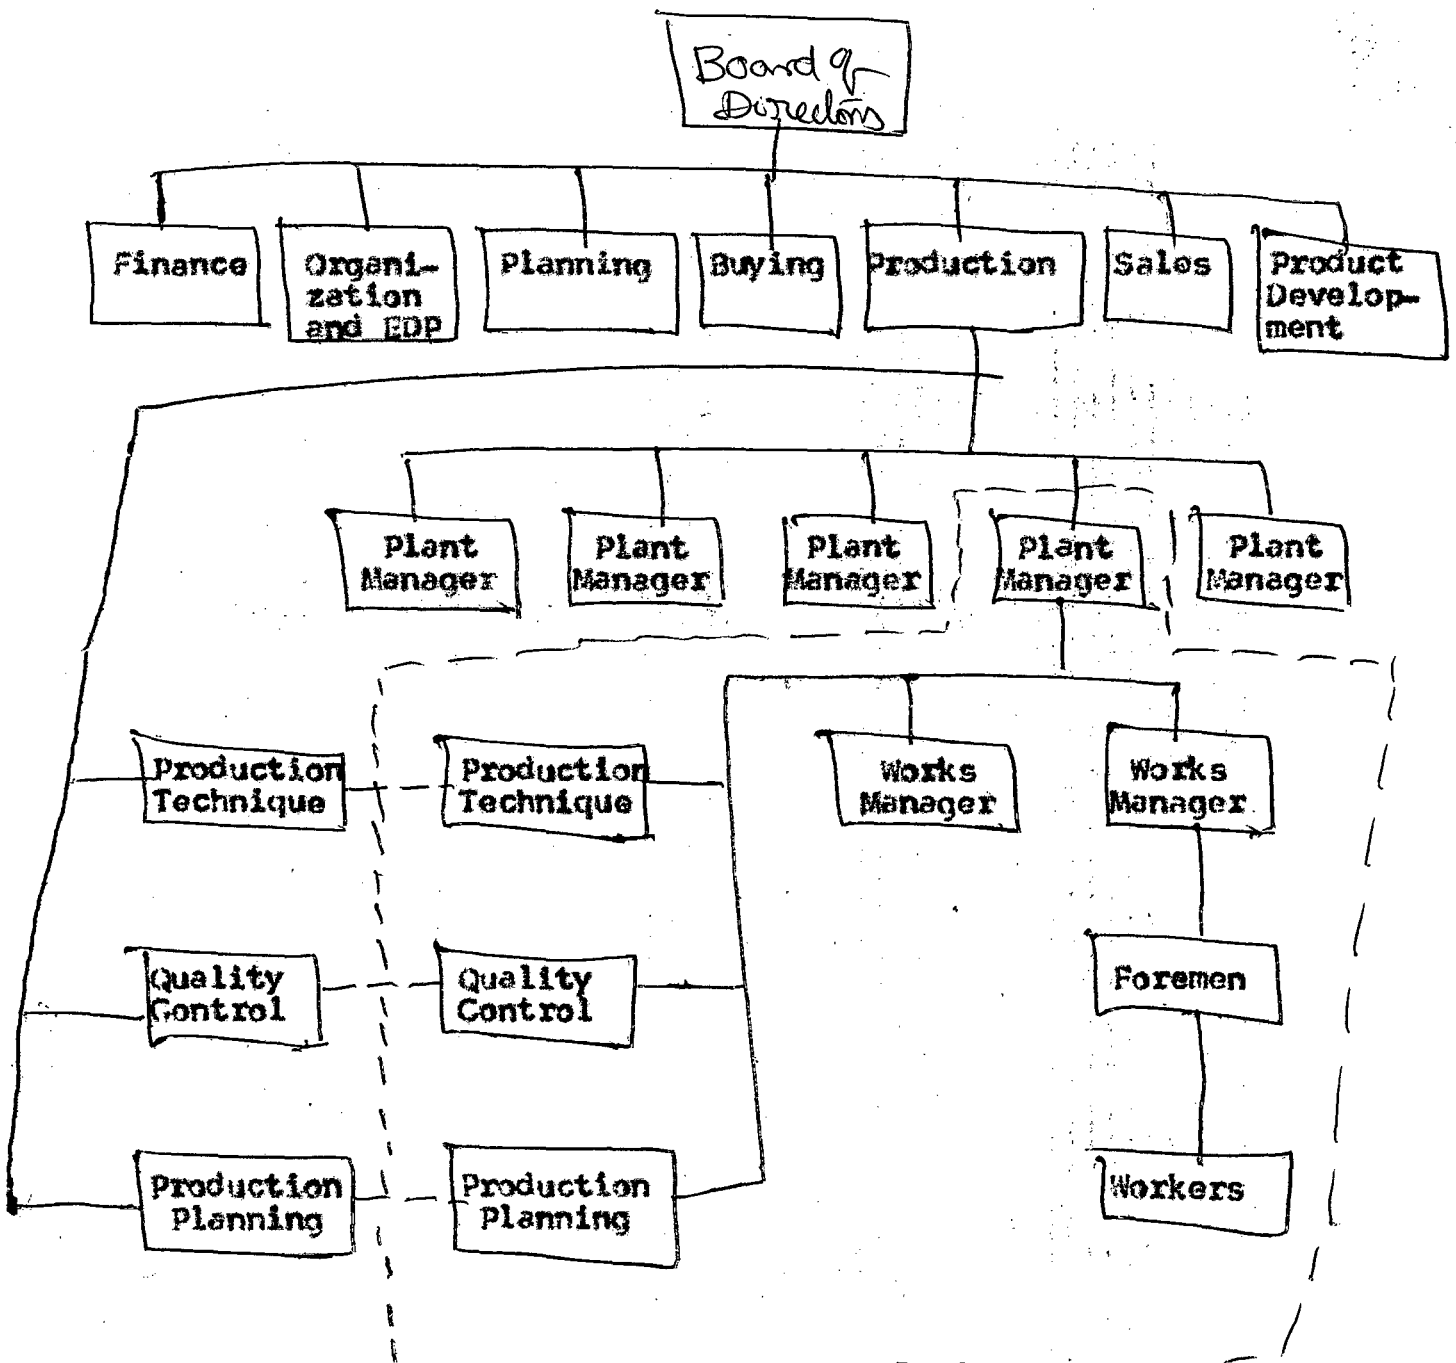 Board of
Directors
Finance
Organi-
zation
and EDP
Planning
Buying
Production
Sales
Product
Develop-
ment
Plant
Manager
Plant
Manager
Plant
Manager
Plant
Manager
Plant
Manager
Production
Technique
Production
Technique
Works
Manager
Works
Manager
Quality
Control
Quality
Control
Foremen
Production
Planning
Production
Planning
Workers